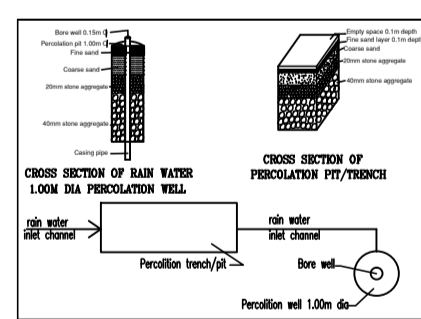 Bore well 0.15m
Percolation pit 1.00m
Fine sand
Coarse sand
20mm stone aggregate
40mm stone aggregate
Casing pipe
CROSS SECTION OF RAIN WATER
1.00M DIA PERCOLATION WELL
Empty space 0.1m depth
Fine sand layer 0.1m depth
Coarse sand
20mm stone aggregate
40mm stone aggregate
CROSS SECTION OF
PERCOLATION PIT/TRENCH
rain water
inlet channel
Percolition trench/pit
rain water
inlet channel
Bore well
Percolition well 1.00m dia